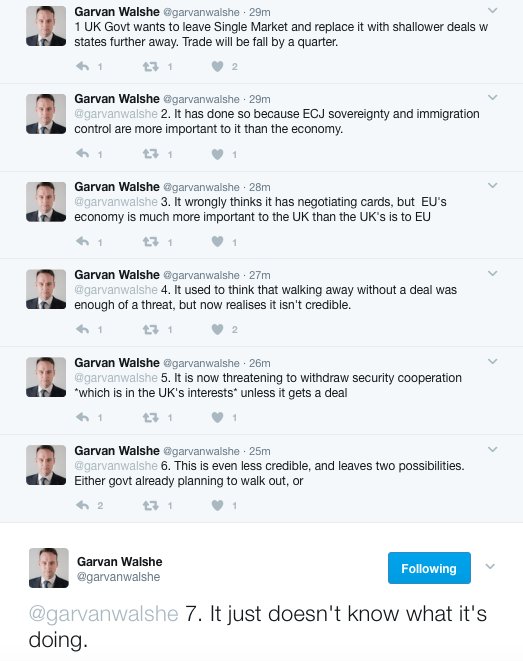 Garvan Walshe @garvanwalshe · 29m
1 UK Govt wants to leave Single Market and replace it with shallower deals w
states further away. Trade will be fall by a quarter.
1 1 2
Garvan Walshe @garvanwalshe · 29m
@garvanwalshe 2. It has done so because ECJ sovereignty and immigration
control are more important to it than the economy.
1 1 1
Garvan Walshe @garvanwalshe · 28m
@garvanwalshe 3. It wrongly thinks it has negotiating cards, but EU's
economy is much more important to the UK than the UK's is to EU
1 1 1
Garvan Walshe @garvanwalshe · 27m
@garvanwalshe 4. It used to think that walking away without a deal was
enough of a threat, but now realises it isn't credible.
1 1 2
Garvan Walshe @garvanwalshe · 26m
@garvanwalshe 5. It is now threatening to withdraw security cooperation
*which is in the UK's interests* unless it gets a deal
1 1 1
Garvan Walshe @garvanwalshe · 25m
@garvanwalshe 6. This is even less credible, and leaves two possibilities.
Either govt already planning to walk out, or
2 1 1
Garvan Walshe
@garvanwalshe
Following
@garvanwalshe 7. It just doesn't know what it's
doing.